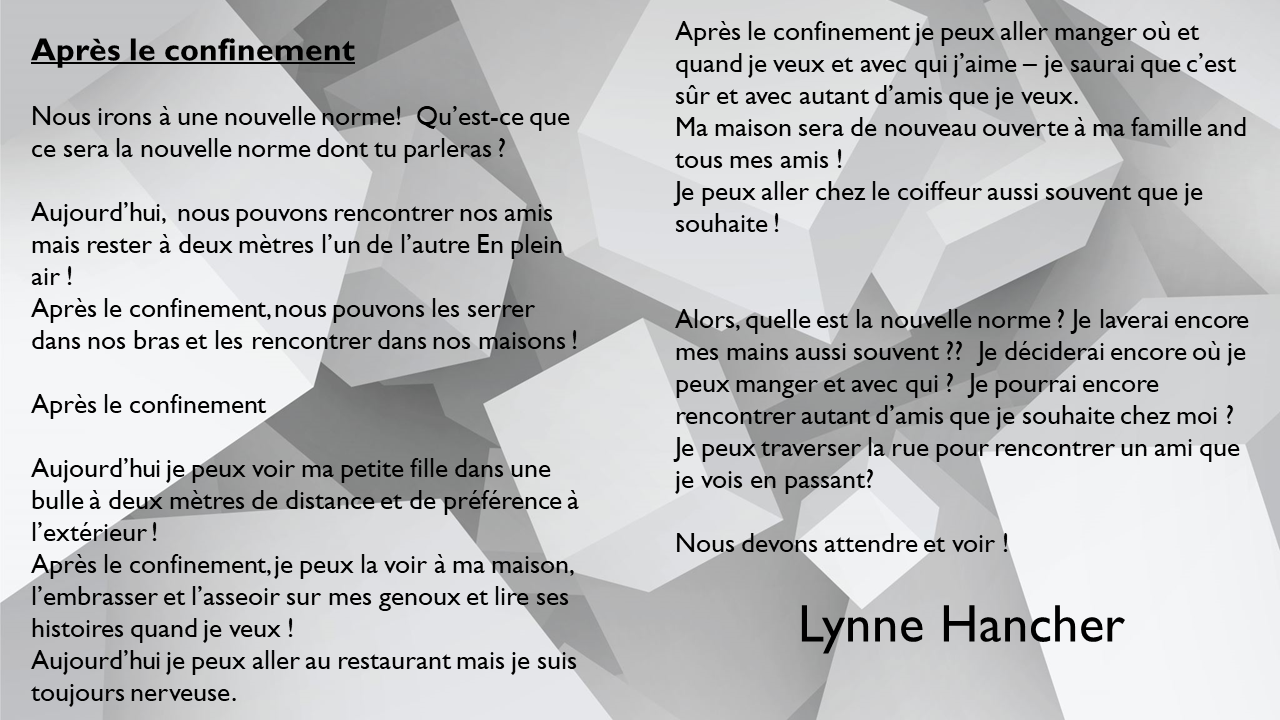 Après le confinement
Nous irons à une nouvelle norme!  Qu’est-ce que
ce sera la nouvelle norme dont tu parleras ?
Aujourd’hui,  nous pouvons rencontrer nos amis
mais rester à deux mètres l’un de l’autre En plein
air !
Après le confinement, nous pouvons les serrer
dans nos bras et les rencontrer dans nos maisons !
Après le confinement
Aujourd’hui je peux voir ma petite fille dans une
bulle à deux mètres de distance et de préférence à
l’extérieur !
Après le confinement, je peux la voir à ma maison,
l’embrasser et l’asseoir sur mes genoux et lire ses
histoires quand je veux !
Aujourd’hui je peux aller au restaurant mais je suis
toujours nerveuse.
Après le confinement je peux aller manger où et
quand je veux et avec qui j’aime – je saurai que c’est
sûr et avec autant d’amis que je veux.
Ma maison sera de nouveau ouverte à ma famille and
tous mes amis !
Je peux aller chez le coiffeur aussi souvent que je
souhaite !
Alors, quelle est la nouvelle norme ? Je laverai encore
mes mains aussi souvent ??  Je déciderai encore où je
peux manger et avec qui ?  Je pourrai encore
rencontrer autant d’amis que je souhaite chez moi ?
Je peux traverser la rue pour rencontrer un ami que
je vois en passant?
Nous devons attendre et voir !
Lynne Hancher